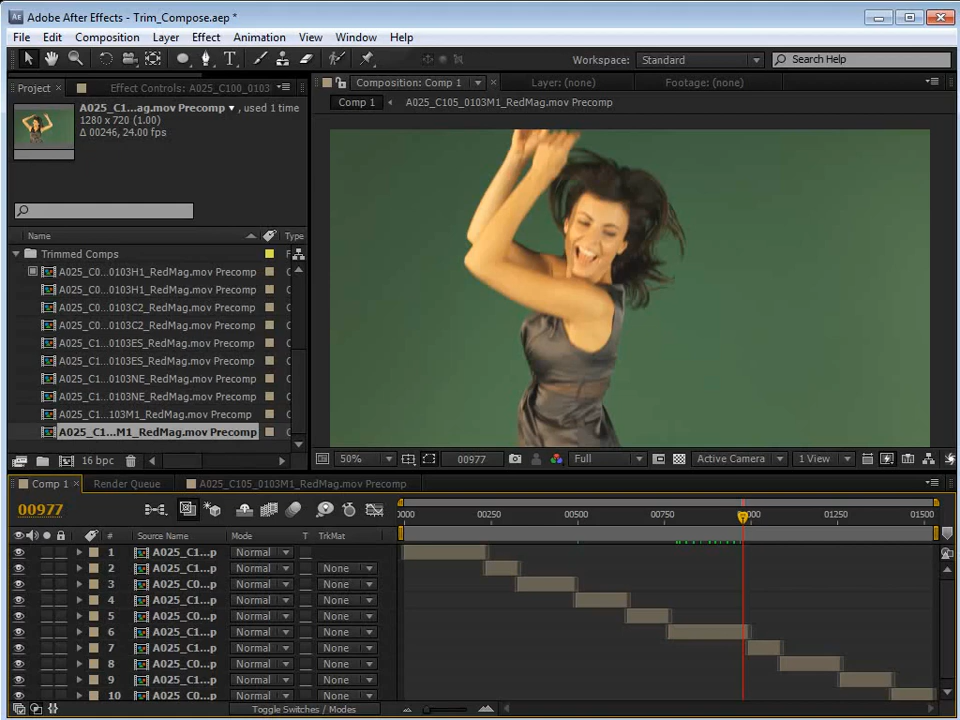 Adobe After Effects - Trim_Compose.aep *
File Edit Composition Layer Effect Animation View Window Help
Workspace: Standard Search Help
Project Effect Controls: A025_C100_0103
Composition: Comp 1 Layer: (none) Footage: (none)
Comp 1 A025_C105_0103M1_RedMag.mov Precomp
A025_C1...ag.mov Precomp , used 1 time
1280 x 720 (1.00)
Δ 00246, 24.00 fps
Name Type
Trimmed Comps F
A025_C0...0103H1_RedMag.mov Precomp C
A025_C0...0103H1_RedMag.mov Precomp C
A025_C0...0103C2_RedMag.mov Precomp C
A025_C0...0103C2_RedMag.mov Precomp C
A025_C1...0103ES_RedMag.mov Precomp C
A025_C1...0103ES_RedMag.mov Precomp C
A025_C1...0103NE_RedMag.mov Precomp C
A025_C1...0103NE_RedMag.mov Precomp C
A025_C1...103M1_RedMag.mov Precomp C
A025_C1...M1_RedMag.mov Precomp C
16 bpc
50% 00977 Full Active Camera 1 View
Comp 1 Render Queue A025_C105_0103M1_RedMag.mov Precomp
00977
0000 00250 00500 00750 01000 01250 01500
# Source Name Mode T TrkMat
1 A025_C1...p Normal
2 A025_C1...p Normal None
3 A025_C0...p Normal None
4 A025_C1...p Normal None
5 A025_C0...p Normal None
6 A025_C1...p Normal None
7 A025_C1...p Normal None
8 A025_C0...p Normal None
9 A025_C1...p Normal None
10 A025_C0...p Normal None
Toggle Switches / Modes